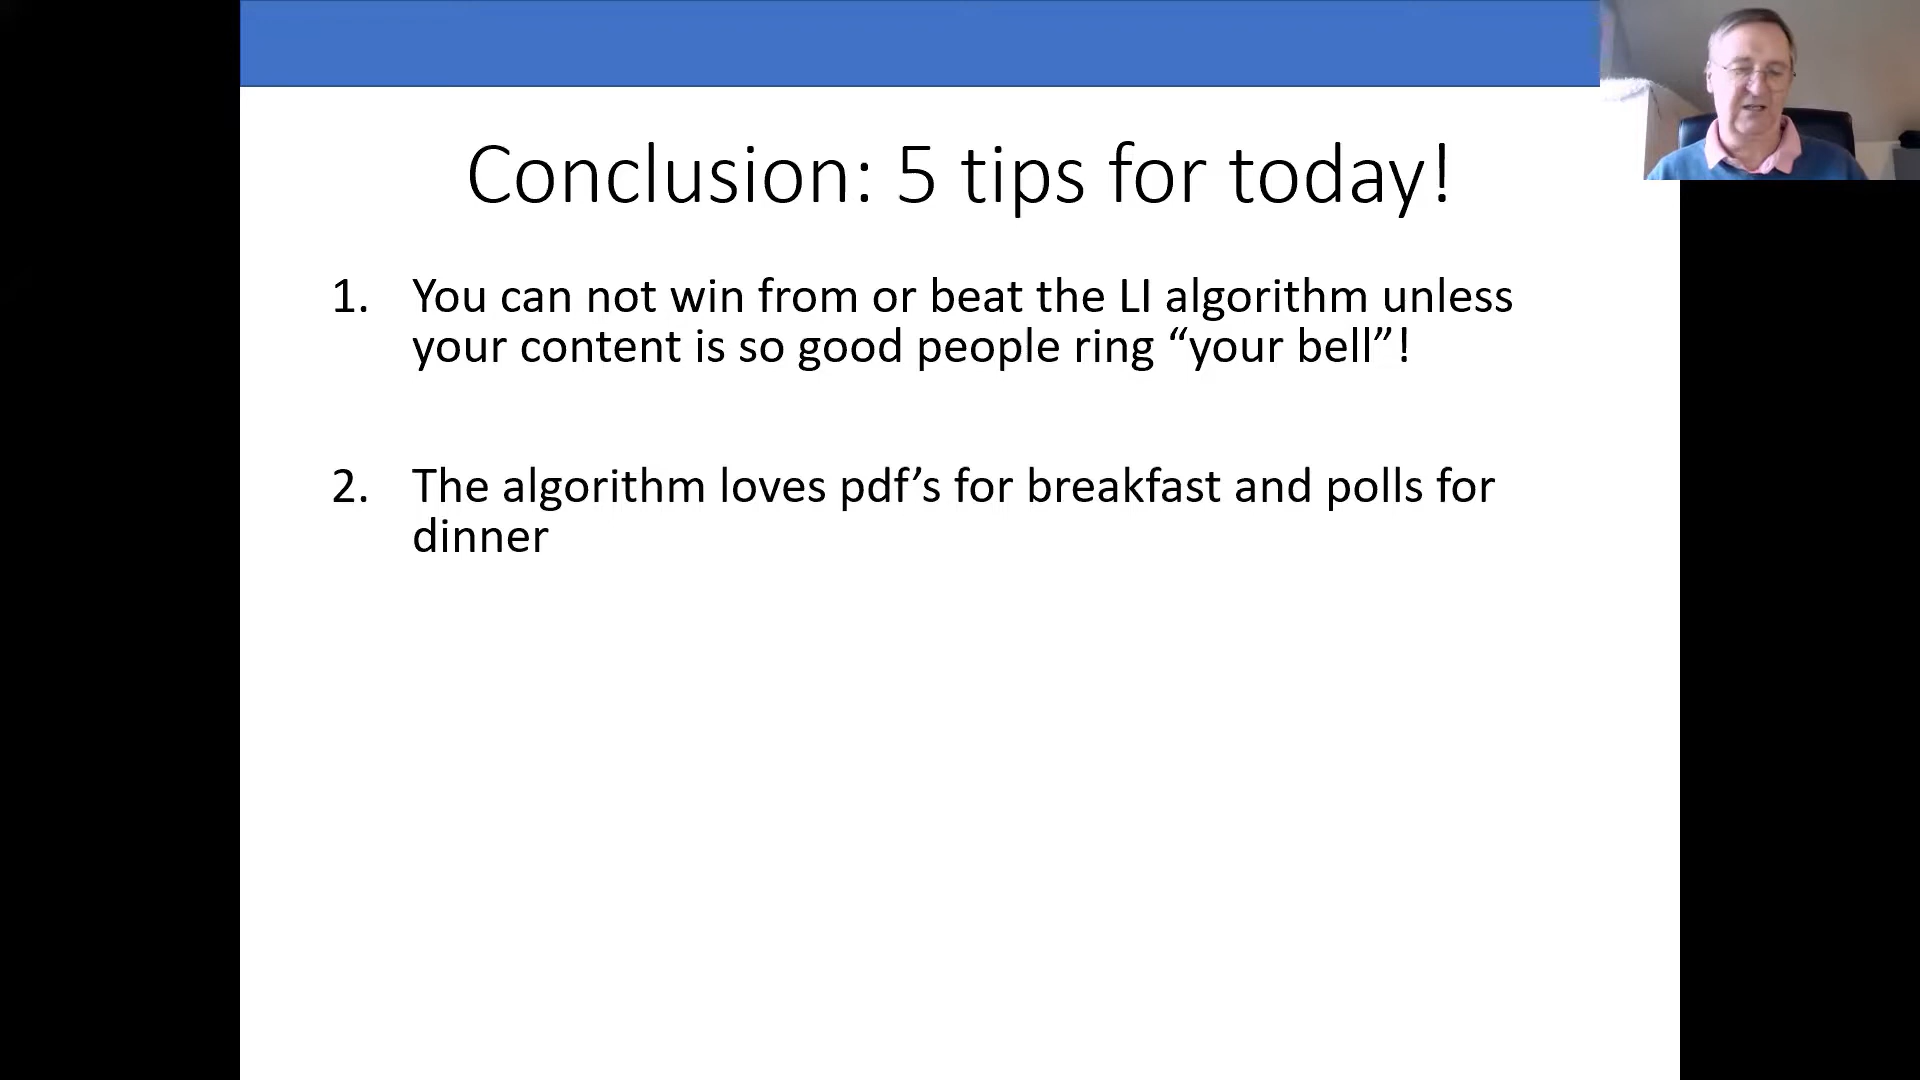 Conclusion: 5 tips for today!
1. You can not win from or beat the LI algorithm unless
your content is so good people ring “your bell”!
2. The algorithm loves pdf’s for breakfast and polls for
dinner